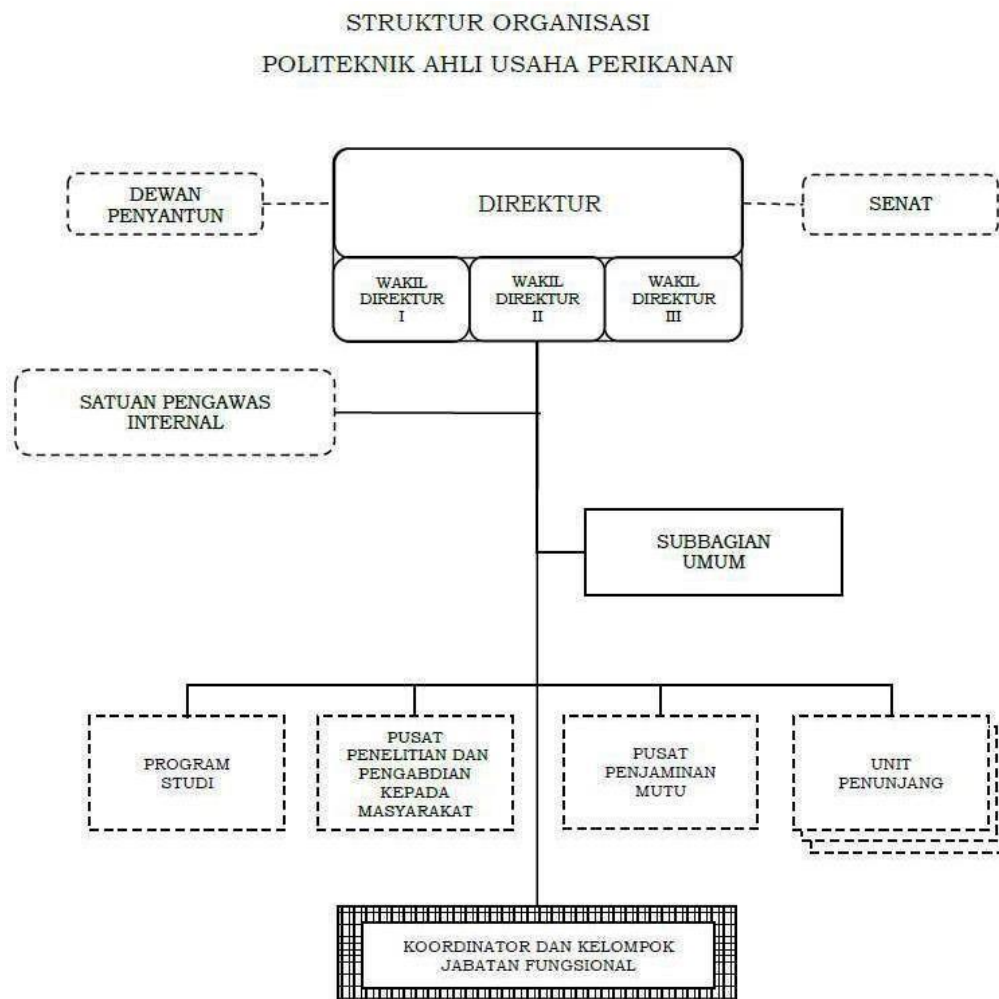 STRUKTUR ORGANISASI
POLITEKNIK AHLI USAHA PERIKANAN
DEWAN
PENYANTUN
DIREKTUR
SENAT
WAKIL
DIREKTUR
I
WAKIL
DIREKTUR
II
WAKIL
DIREKTUR
III
SATUAN PENGAWAS
INTERNAL
SUBBAGIAN
UMUM
PROGRAM
STUDI
PUSAT
PENELITIAN DAN
PENGABDIAN
KEPADA
MASYARAKAT
PUSAT
PENJAMINAN
MUTU
UNIT
PENUNJANG
KOORDINATOR DAN KELOMPOK
JABATAN FUNGSIONAL